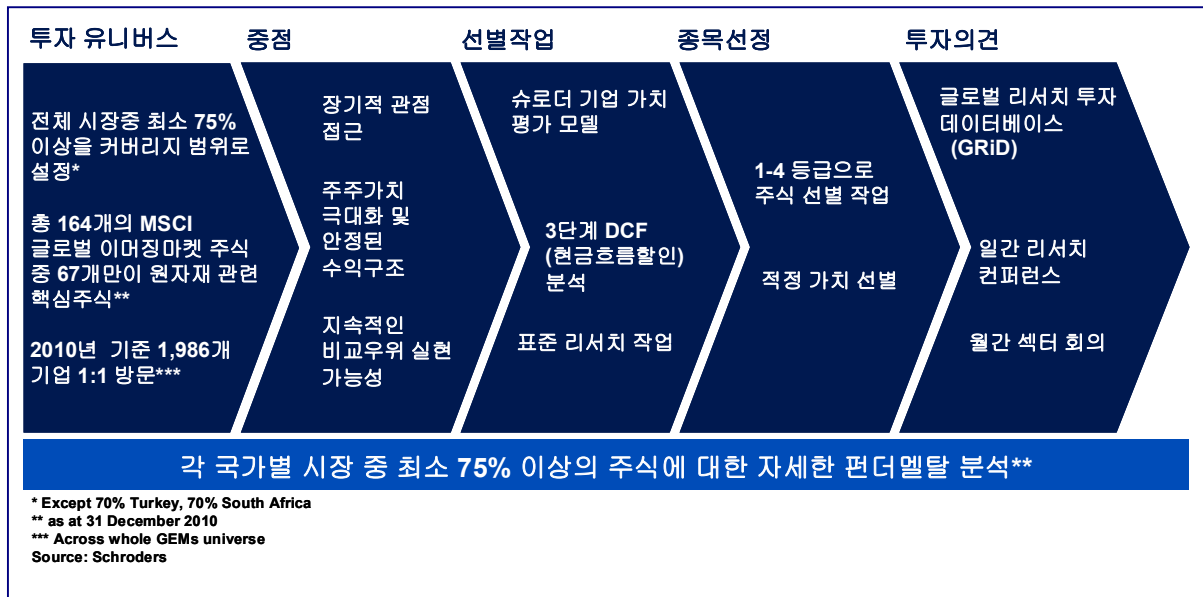 투자 유니버스
전체 시장중 최소 75%
이상을 커버리지 범위로
설정*
총 164개의 MSCI
글로벌 이머징마켓 주식
중 67개만이 원자재 관련
핵심주식**
2010년 기준 1,986개
기업 1:1 방문***
중점
장기적 관점
접근
주주가치
극대화 및
안정된
수익구조
지속적인
비교우위 실현
가능성
선별작업
슈로더 기업 가치
평가 모델
3단계 DCF
(현금흐름할인)
분석
표준 리서치 작업
종목선정
1-4 등급으로
주식 선별 작업
적정 가치 선별
투자의견
글로벌 리서치 투자
데이터베이스
(GRiD)
일간 리서치
컨퍼런스
월간 섹터 회의
각 국가별 시장 중 최소 75% 이상의 주식에 대한 자세한 펀더멜탈 분석**
* Except 70% Turkey, 70% South Africa
** as at 31 December 2010
*** Across whole GEMs universe
Source: Schroders